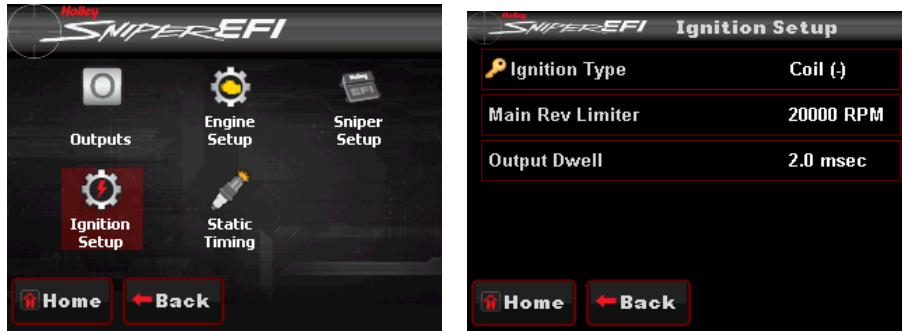 Holley
SNIPER EFI
O
Outputs
Engine
Setup
Holley
EFI
Sniper
Setup
Ignition
Setup
Static
Timing
Home
Back
SNIPER EFI
Ignition Setup
Ignition Type
Coil (-)
Main Rev Limiter
20000 RPM
Output Dwell
2.0 msec
Home
Back